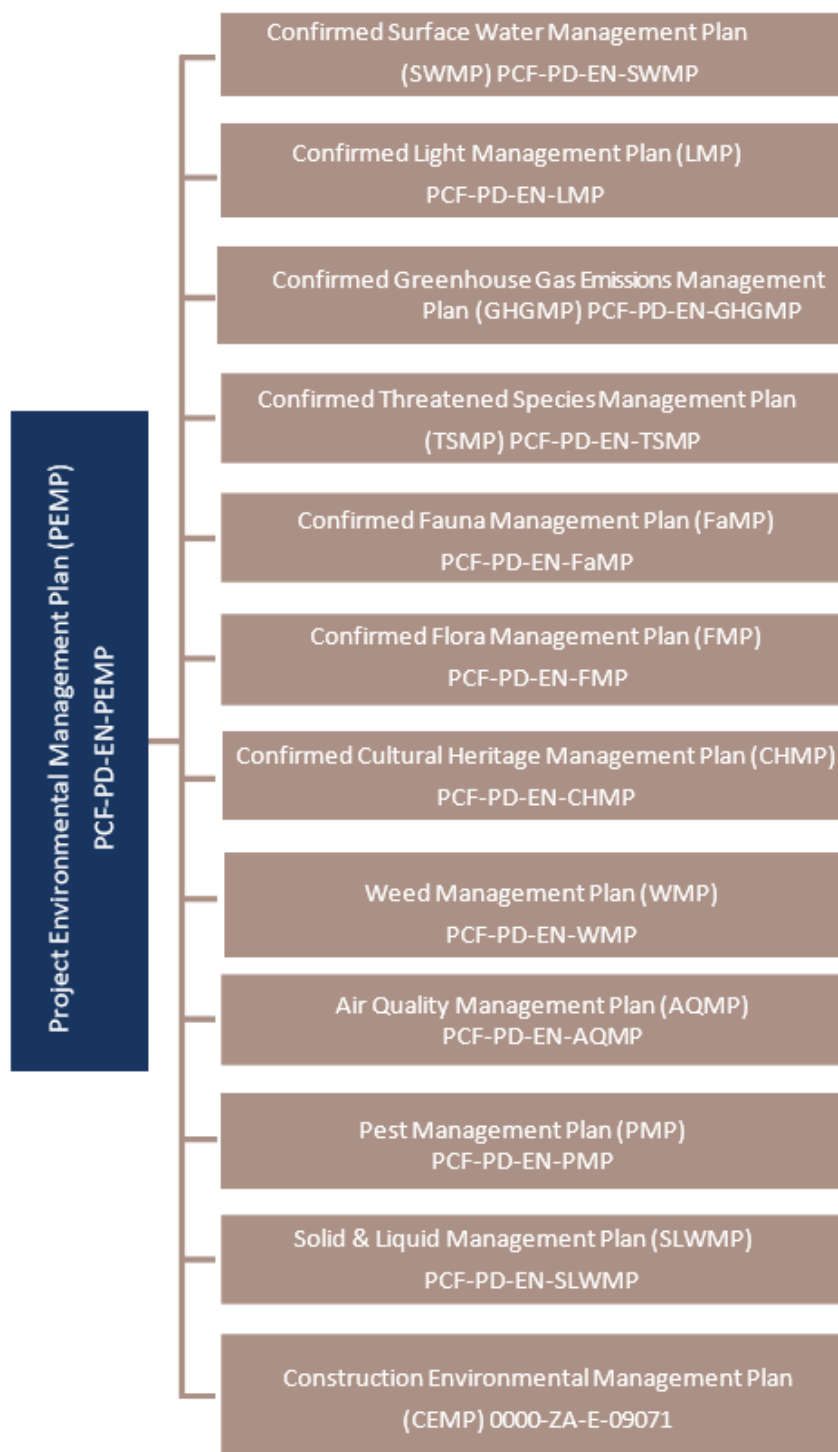 Project Environmental Management Plan (PEMP)
PCF-PD-EN-PEMP
Confirmed Surface Water Management Plan
(SWMP) PCF-PD-EN-SWMP
Confirmed Light Management Plan (LMP)
PCF-PD-EN-LMP
Confirmed Greenhouse Gas Emissions Management
Plan (GHGMP) PCF-PD-EN-GHGMP
Confirmed Threatened Species Management Plan
(TSMP) PCF-PD-EN-TSMP
Confirmed Fauna Management Plan (FaMP)
PCF-PD-EN-FaMP
Confirmed Flora Management Plan (FMP)
PCF-PD-EN-FMP
Confirmed Cultural Heritage Management Plan (CHMP)
PCF-PD-EN-CHMP
Weed Management Plan (WMP)
PCF-PD-EN-WMP
Air Quality Management Plan (AQMP)
PCF-PD-EN-AQMP
Pest Management Plan (PMP)
PCF-PD-EN-PMP
Solid & Liquid Management Plan (SLWMP)
PCF-PD-EN-SLWMP
Construction Environmental Management Plan
(CEMP) 0000-ZA-E-09071